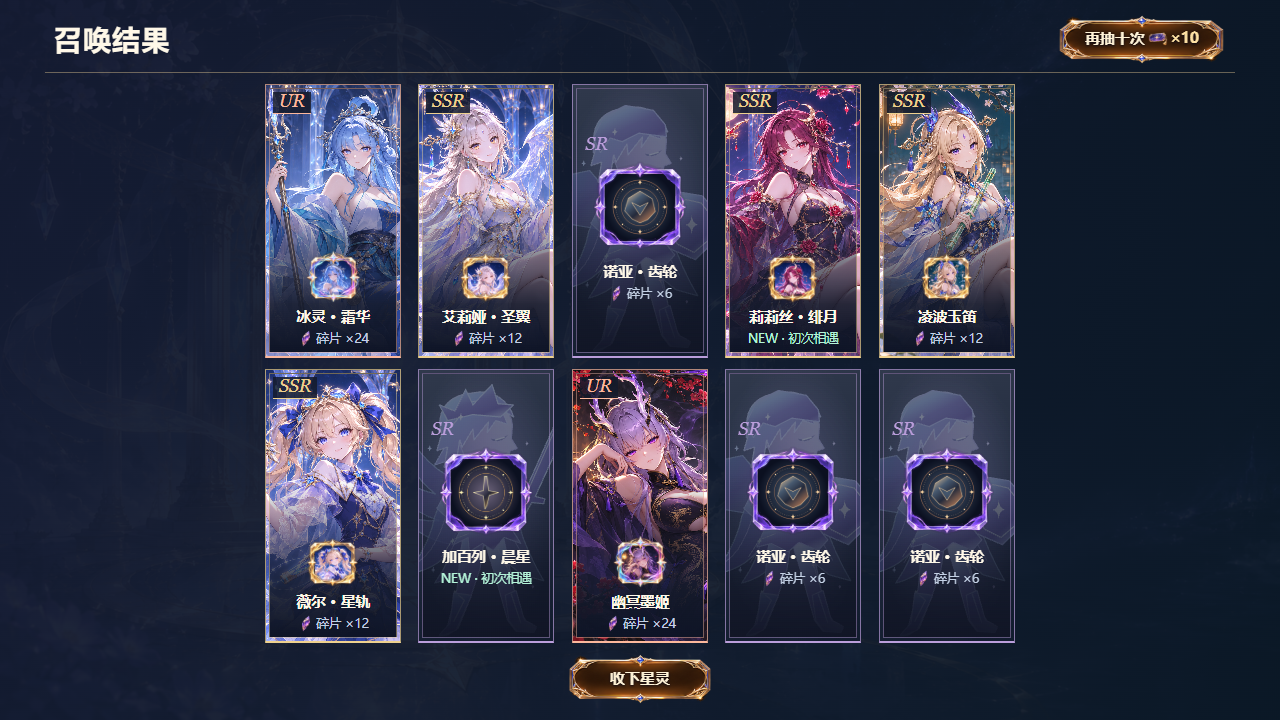 召唤结果
再抽十次 ×10
UR
冰灵·霜华
碎片 ×24
SSR
艾莉娅·圣翼
碎片 ×12
SR
诺亚·齿轮
碎片 ×6
SSR
莉莉丝·绯月
NEW · 初次相遇
SSR
凌波玉笛
碎片 ×12
SSR
薇尔·星轨
碎片 ×12
SR
加百列·晨星
NEW · 初次相遇
UR
幽冥墨姬
碎片 ×24
SR
诺亚·齿轮
碎片 ×6
SR
诺亚·齿轮
碎片 ×6
收下星灵